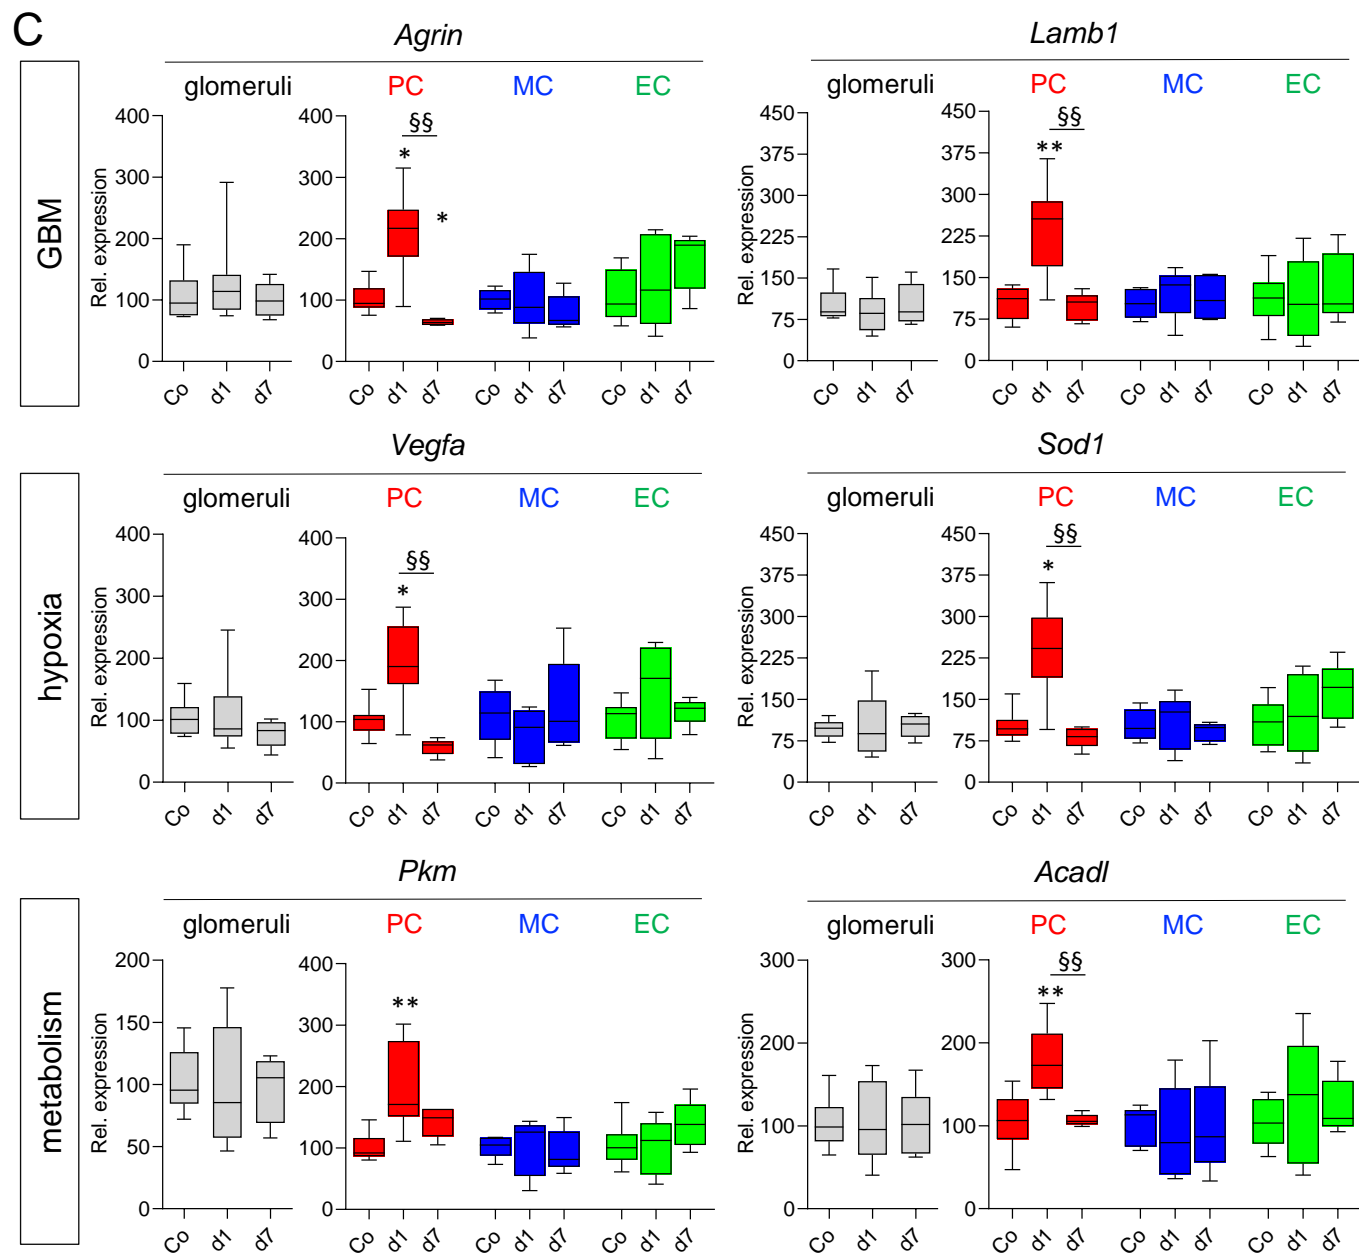 C
Agrin
Lamb1
GBM
glomeruli PC MC EC
glomeruli PC MC EC
Rel. expression
400
300
200
100
0
400
300
200
100
0
* §§ *
Co d1 d7
Co d1 d7 Co d1 d7 Co d1 d7
Rel. expression
450
375
300
225
150
75
0
450
375
300
225
150
75
0
** §§
Co d1 d7
Co d1 d7 Co d1 d7 Co d1 d7
Vegfa
Sod1
hypoxia
glomeruli PC MC EC
glomeruli PC MC EC
Rel. expression
400
300
200
100
0
400
300
200
100
0
* §§
Co d1 d7
Co d1 d7 Co d1 d7 Co d1 d7
Rel. expression
450
375
300
225
150
75
0
450
375
300
225
150
75
0
* §§
Co d1 d7
Co d1 d7 Co d1 d7 Co d1 d7
Pkm
Acadl
metabolism
glomeruli PC MC EC
glomeruli PC MC EC
Rel. expression
200
150
100
50
0
400
300
200
100
0
**
Co d1 d7
Co d1 d7 Co d1 d7 Co d1 d7
Rel. expression
300
200
100
0
300
200
100
0
** §§
Co d1 d7
Co d1 d7 Co d1 d7 Co d1 d7